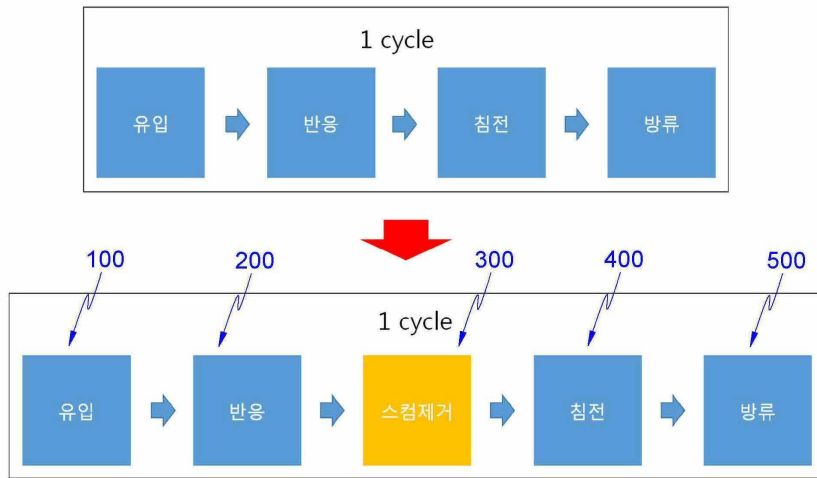 1 cycle
유입 반응 침전 방류
100 200 300 400 500
1 cycle
유입 반응 스컴제거 침전 방류